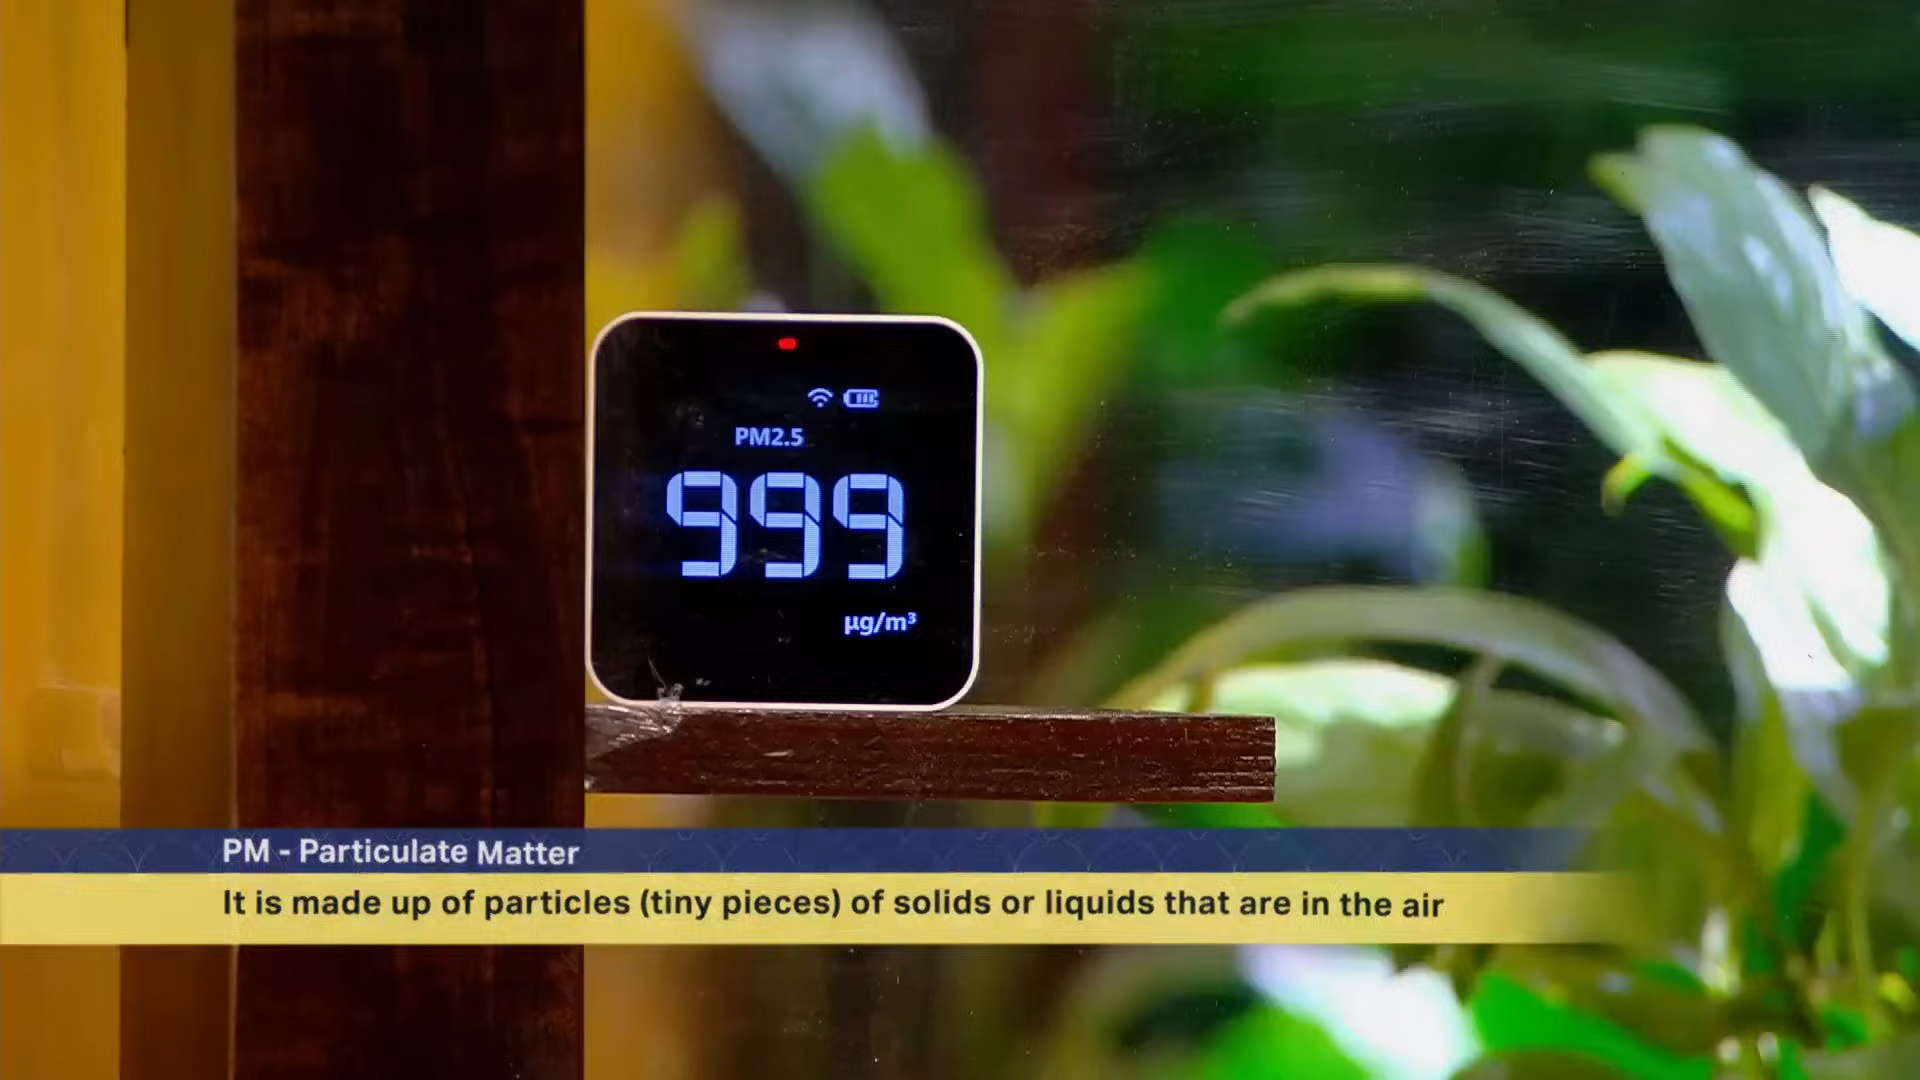 PM2.5
999
µg/m³
PM - Particulate Matter
It is made up of particles (tiny pieces) of solids or liquids that are in the air